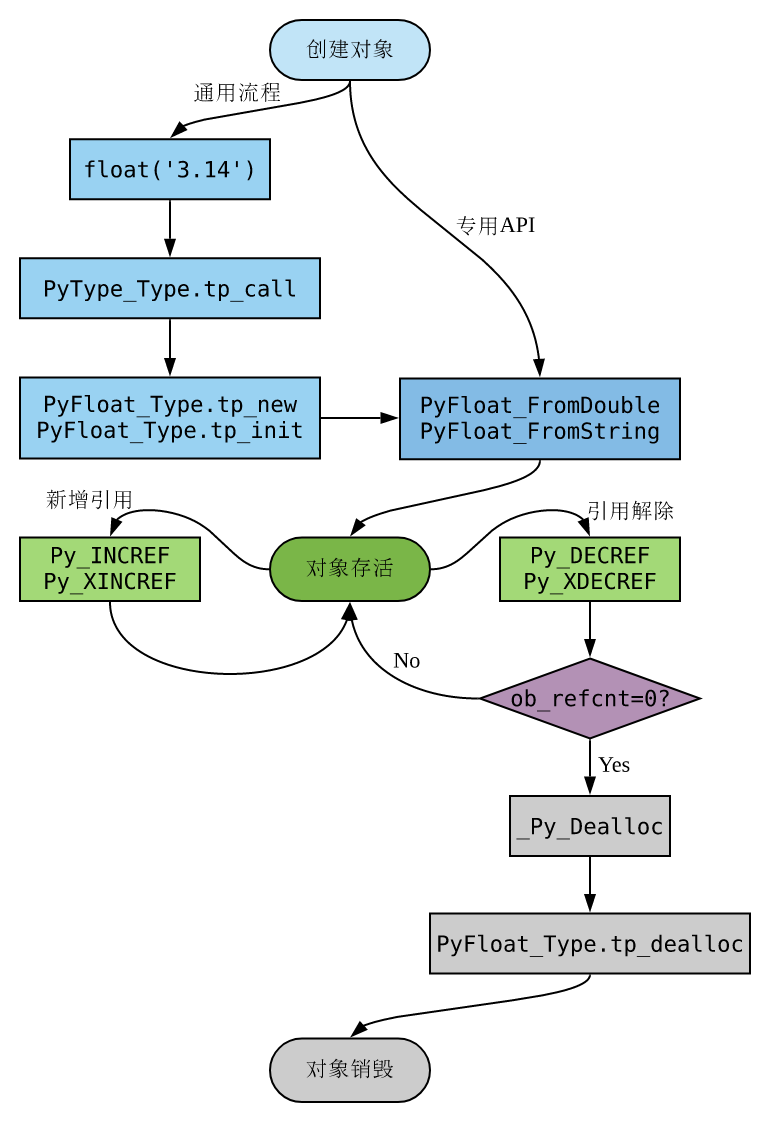 创建对象
通用流程
float('3.14')
专用API
PyType_Type.tp_call
PyFloat_Type.tp_new
PyFloat_Type.tp_init
PyFloat_FromDouble
PyFloat_FromString
新增引用
引用解除
Py_INCREF
Py_XINCREF
对象存活
Py_DECREF
Py_XDECREF
No
ob_refcnt=0?
Yes
_Py_Dealloc
PyFloat_Type.tp_dealloc
对象销毁